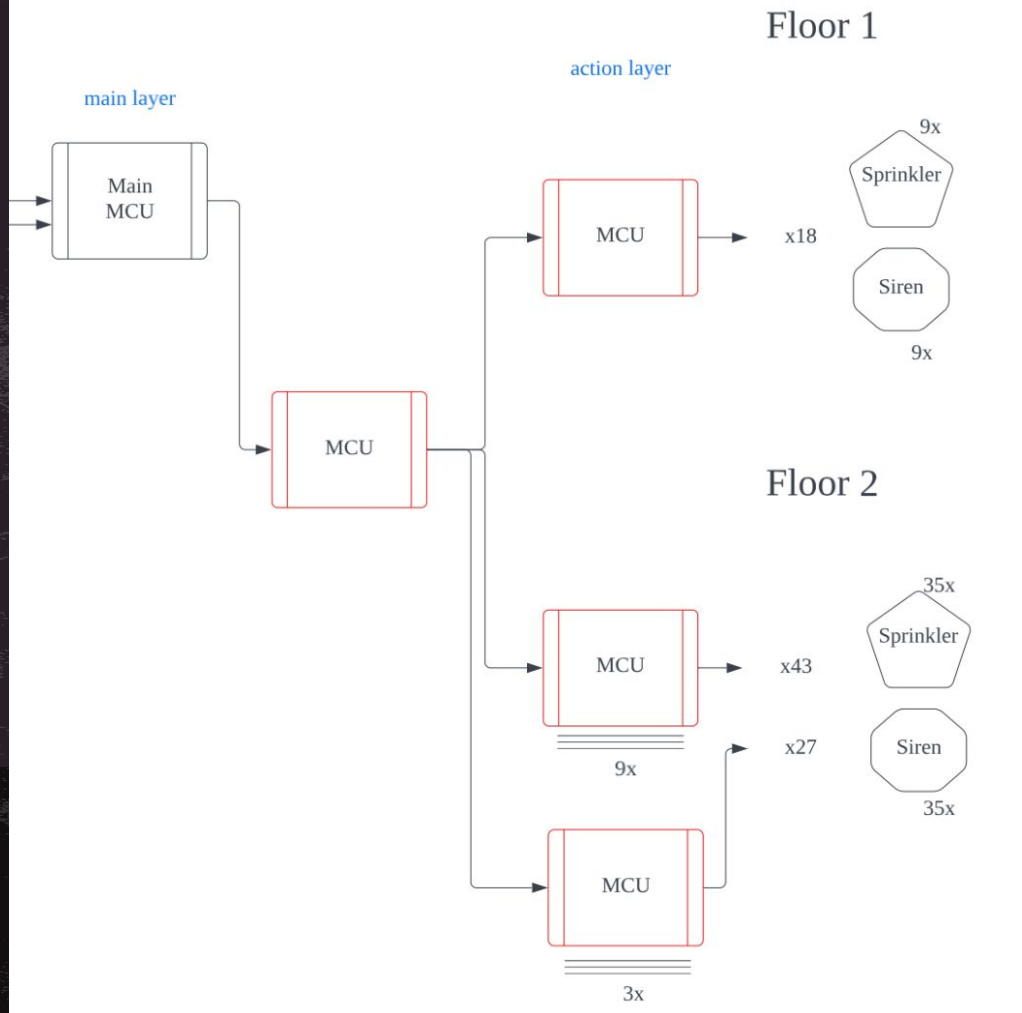 Floor 1
action layer
main layer
9x
Sprinkler
Main
MCU
MCU
x18
Siren
9x
MCU
Floor 2
35x
Sprinkler
MCU
x43
Siren
x27
9x
35x
MCU
3x